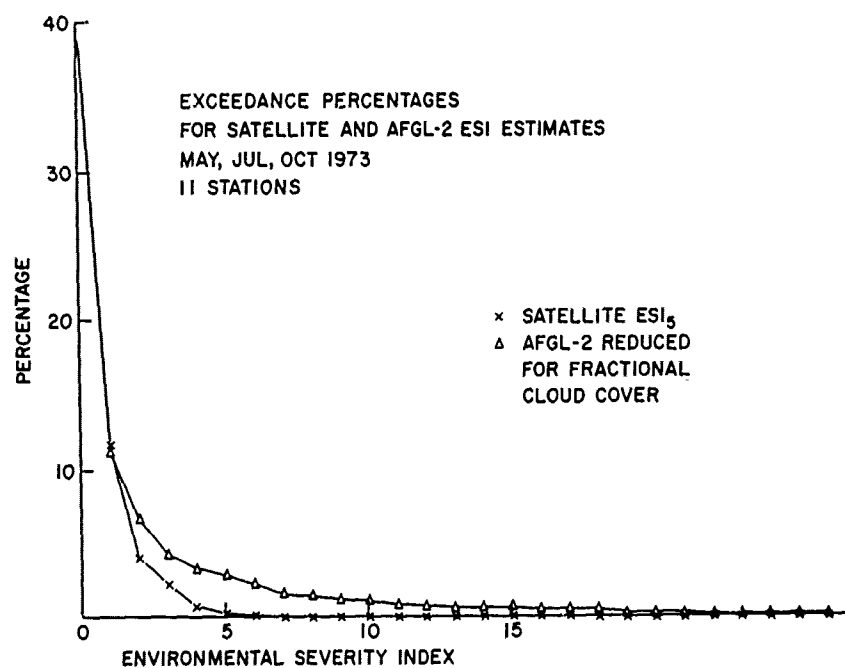 40
EXCEEDANCE PERCENTAGES
FOR SATELLITE AND AFGL-2 ESI ESTIMATES
MAY, JUL, OCT 1973
11 STATIONS
30
PERCENTAGE
20
× SATELLITE ESI₅
△ AFGL-2 REDUCED
FOR FRACTIONAL
CLOUD COVER
10
0 5 10 15
ENVIRONMENTAL SEVERITY INDEX